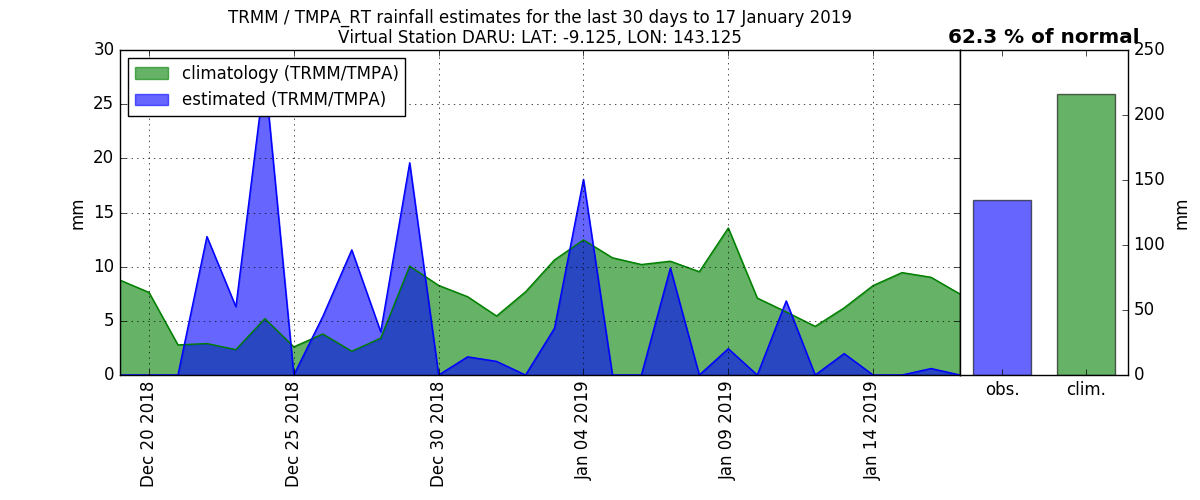 TRMM / TMPA_RT rainfall estimates for the last 30 days to 17 January 2019
Virtual Station DARU: LAT: -9.125, LON: 143.125
62.3 % of normal
climatology (TRMM/TMPA)
estimated (TRMM/TMPA)
30
25
20
15
10
5
0
mm
Dec 20 2018
Dec 25 2018
Dec 30 2018
Jan 04 2019
Jan 09 2019
Jan 14 2019
250
200
150
100
50
0
mm
obs.
clim.